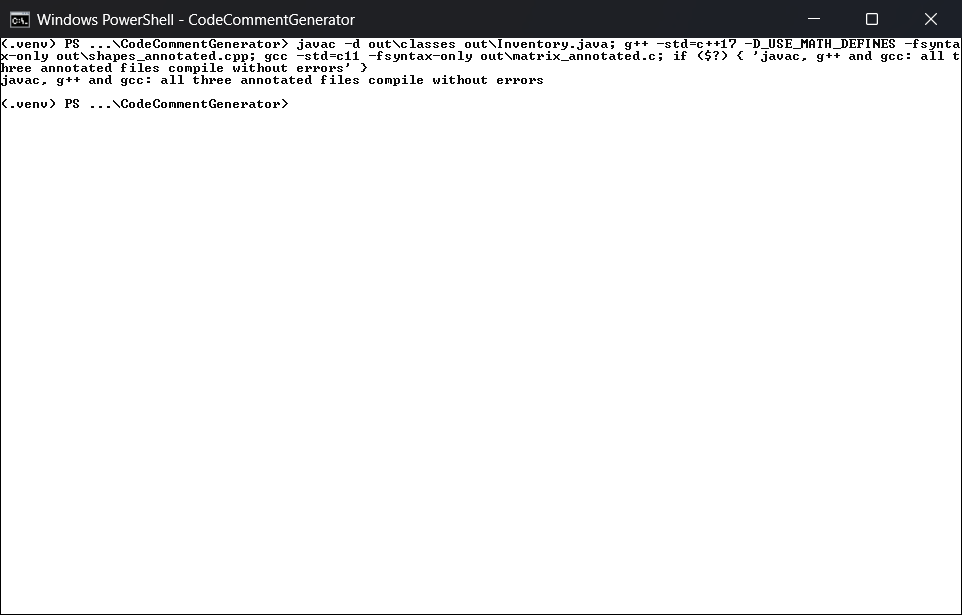 Windows PowerShell - CodeCommentGenerator
(.venv) PS ...\CodeCommentGenerator> javac -d out\classes out\Inventory.java; g++ -std=c++17 -D_USE_MATH_DEFINES -fsynta
x-only out\shapes_annotated.cpp; gcc -std=c11 -fsyntax-only out\matrix_annotated.c; if ($?) { 'javac, g++ and gcc: all t
hree annotated files compile without errors' }
javac, g++ and gcc: all three annotated files compile without errors
(.venv) PS ...\CodeCommentGenerator>